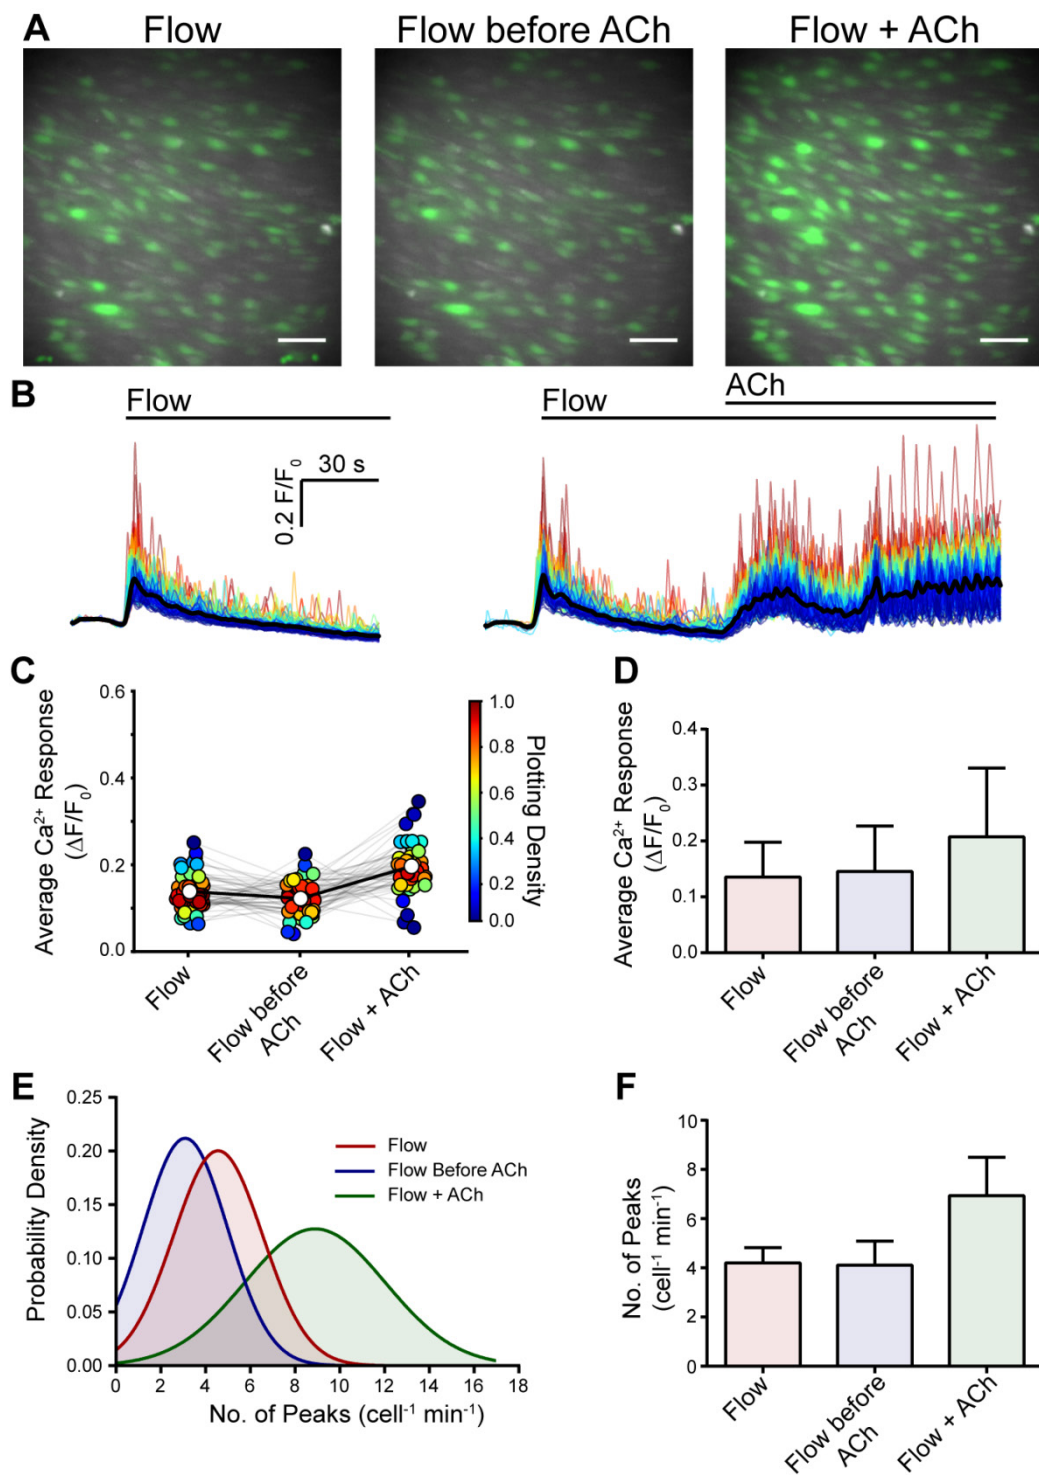 A
Flow
Flow before ACh
Flow + ACh
B
Flow
0.2 F/F₀
30 s
Flow
ACh
C
Average Ca²⁺ Response
(ΔF/F₀)
0.6
0.4
0.2
0.0
Flow
Flow before
ACh
Flow + ACh
1.0
0.8
0.6
0.4
0.2
0.0
Plotting Density
D
Average Ca²⁺ Response
(ΔF/F₀)
0.4
0.3
0.2
0.1
0.0
Flow
Flow before
ACh
Flow + ACh
E
Probability Density
0.25
0.20
0.15
0.10
0.05
0.00
Flow
Flow Before ACh
Flow + ACh
0 2 4 6 8 10 12 14 16 18
No. of Peaks (cell⁻¹ min⁻¹)
F
No. of Peaks
(cell⁻¹ min⁻¹)
10
8
6
4
2
0
Flow
Flow before
ACh
Flow + ACh